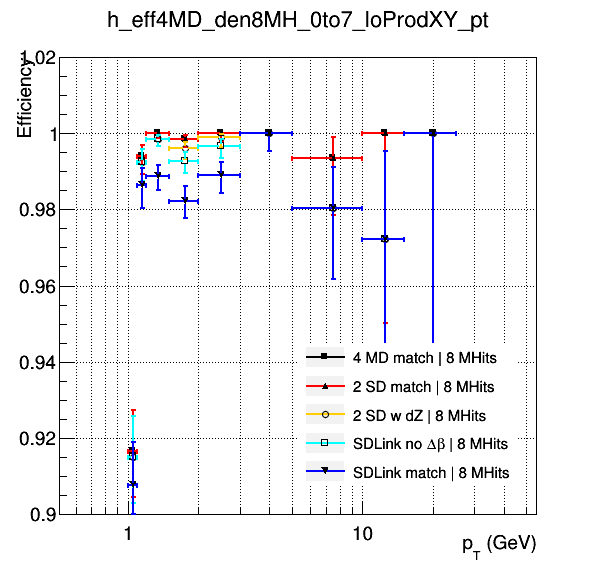 h_eff4MD_den8MH_0to7_loProdXY_pt
Efficiency
1.02
1
0.98
0.96
0.94
0.92
0.9
4 MD match | 8 MHits
2 SD match | 8 MHits
2 SD w dZ | 8 MHits
SDLink no Δβ | 8 MHits
SDLink match | 8 MHits
1
10
p_T (GeV)